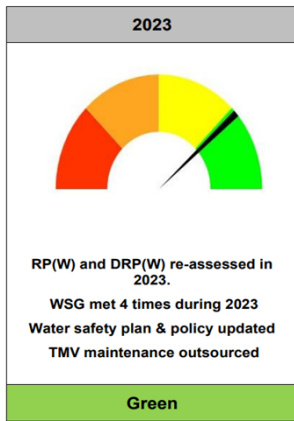 2023
RP(W) and DRP(W) re-assessed in
2023.
WSG met 4 times during 2023
Water safety plan & policy updated
TMV maintenance outsourced
Green